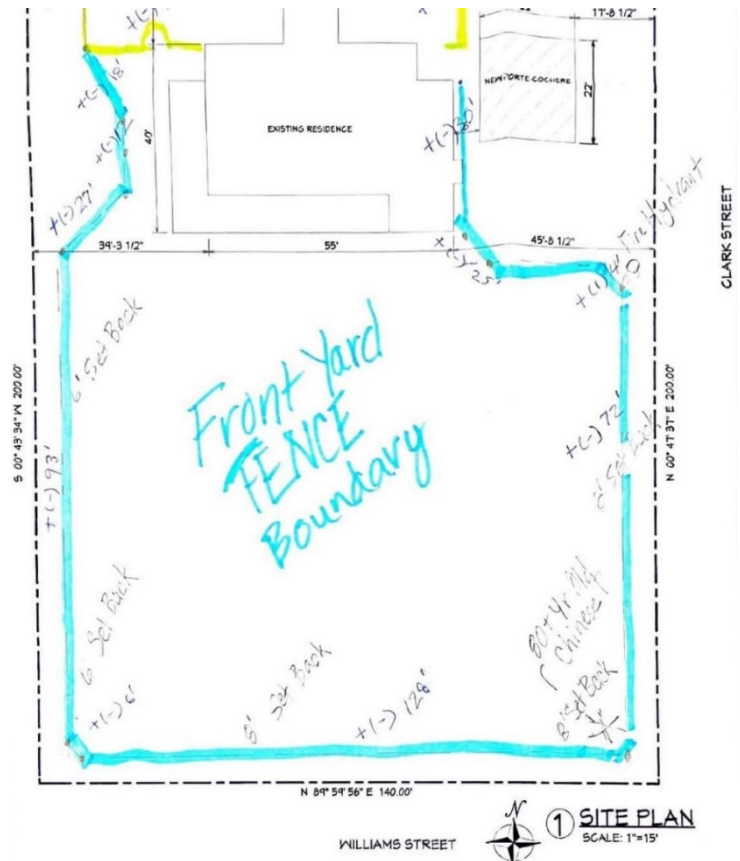 17'-8 1/2"
NEW PORTE-COCHERE
22'
+(-) 18'
+(-) 12'
40'
EXISTING RESIDENCE
+(-) 30'
+(-) 27'
39'-3 1/2"
55'
45'-8 1/2"
25'
+(-) 4'
Fire Hydrant
CLARK STREET
6' Set Back
Front Yard
FENCE
Boundary
S 00° 43' 34" W 200.00'
+(-) 93'
+(-) 72'
Set Back
N 00° 47' 37" E 200.00'
6' Set Back
80+ Yr Old
Chinese
8' Set Back
+(-) 6'
Set Back
+(-) 128'
N 89° 59' 56" E 140.00'
WILLIAMS STREET
N
1 SITE PLAN
SCALE: 1"=15'